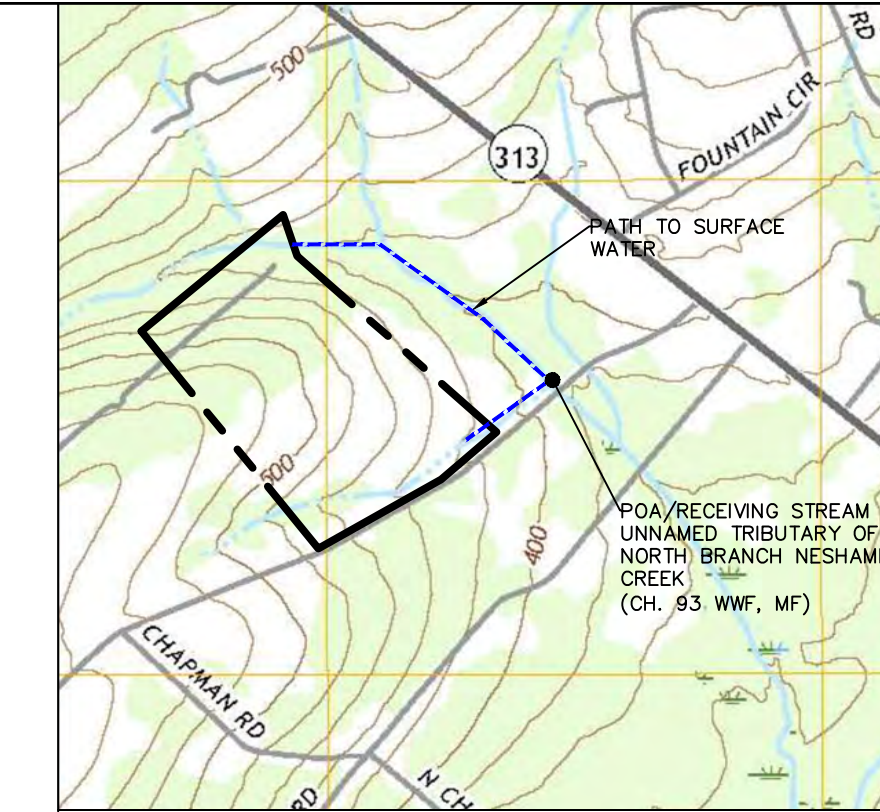 500
RD
313
FOUNTAIN CIR
PATH TO SURFACE
WATER
500
400
POA/RECEIVING STREAM
UNNAMED TRIBUTARY OF
NORTH BRANCH
CREEK
(CH. 93 WWF, MF)
CHAPMAN RD
RD
N CH